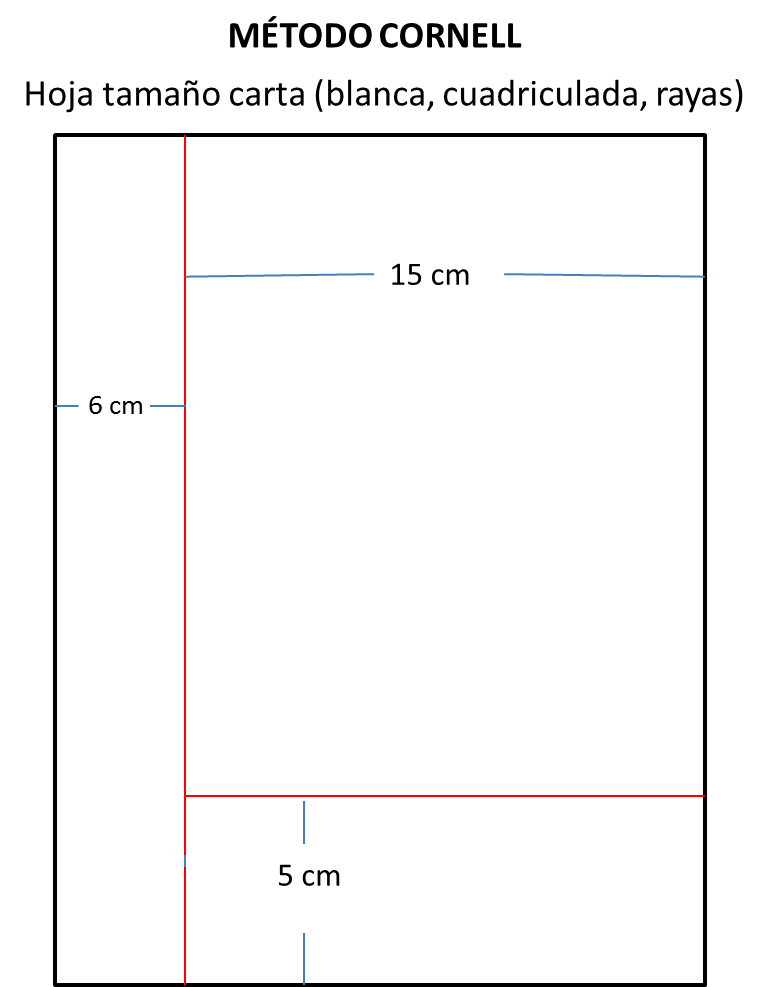 MÉTODO CORNELL
Hoja tamaño carta (blanca, cuadriculada, rayas)
15 cm
6 cm
5 cm